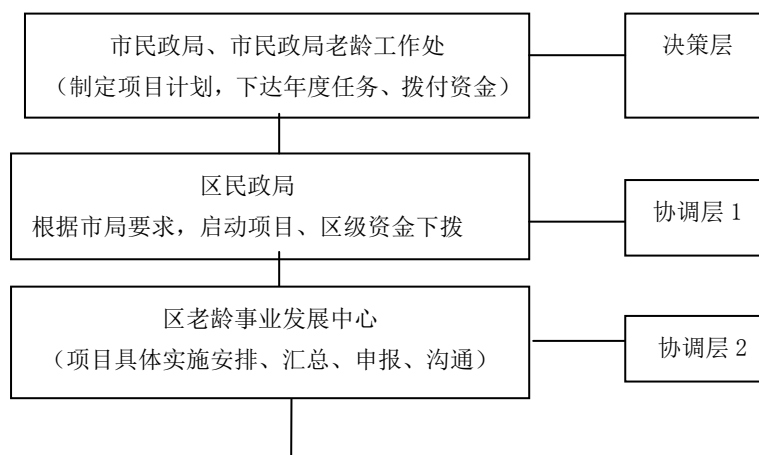 市民政局、市民政局老龄工作处
（制定项目计划，下达年度任务、拨付资金）
决策层
区民政局
根据市局要求，启动项目、区级资金下拨
协调层 1
区老龄事业发展中心
（项目具体实施安排、汇总、申报、沟通）
协调层 2